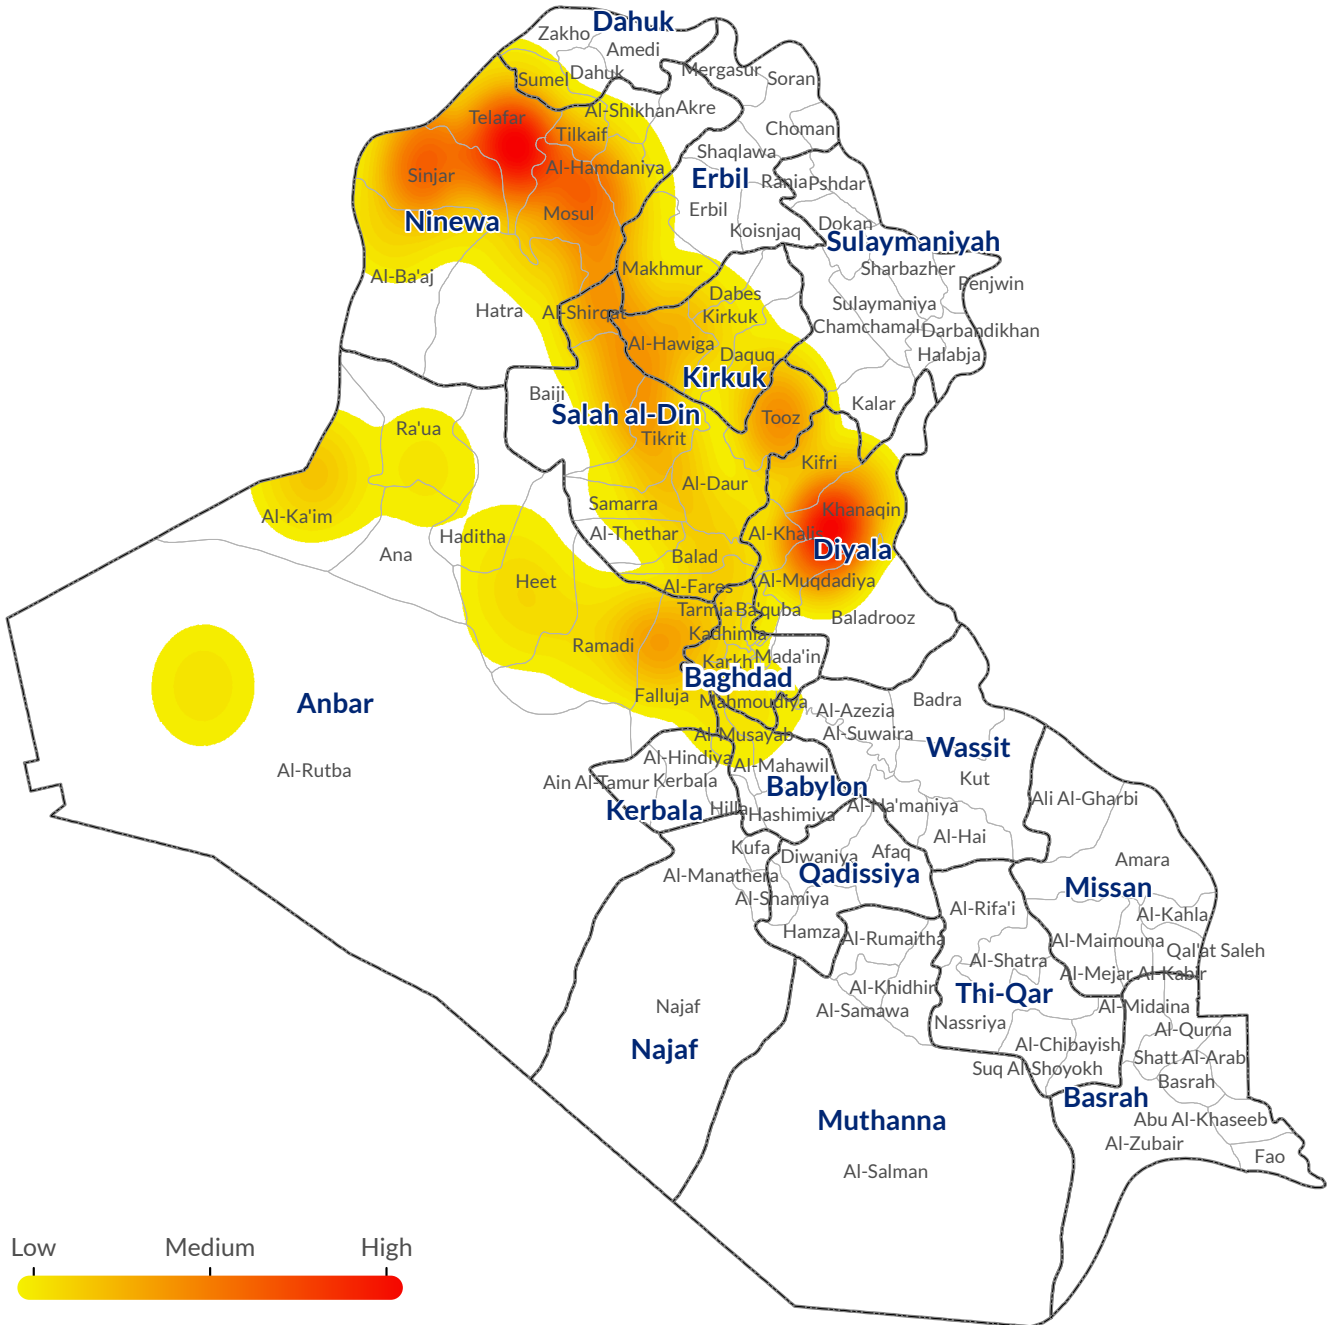 Dahuk
Zakho
Amedi
Sumel
Dahuk
Mergasur
Soran
Telafar
Al-Shikhan
Akre
Tilkaif
Choman
Shaqlawa
Al-Hamdaniya
Sinjar
Erbil
Rania
Pshdar
Ninewa
Mosul
Erbil
Koisnjaq
Dokan
Sulaymaniyah
Al-Ba'aj
Makhmur
Sharbazher
Penjwin
Hatra
Al-Shirqat
Dabes
Kirkuk
Sulaymaniya
Chamchamal
Darbandikhan
Al-Hawiga
Daquq
Halabja
Kirkuk
Baiji
Salah al-Din
Tooz
Kalar
Ra'ua
Tikrit
Kifri
Al-Daur
Al-Ka'im
Samarra
Khanaqin
Haditha
Al-Thethar
Al-Khalis
Diyala
Ana
Balad
Heet
Al-Fares
Al-Muqdadiya
Tarmia
Ba'quba
Baladrooz
Kadhimia
Ramadi
Karkh
Mada'in
Baghdad
Anbar
Falluja
Mahmoudiya
Al-Azezia
Badra
Al-Musayab
Al-Suwaira
Wassit
Al-Rutba
Al-Hindiya
Al-Mahawil
Kut
Ain Al-Tamur
Kerbala
Babylon
Ali Al-Gharbi
Kerbala
Hilla
Hashimiya
Al-Na'maniya
Al-Hai
Kufa
Diwaniya
Afaq
Amara
Al-Manathera
Qadissiya
Missan
Al-Shamiya
Al-Rifa'i
Al-Kahla
Hamza
Al-Rumaitha
Al-Maimouna
Qal'at Saleh
Al-Shatra
Al-Mejar Al-Kabir
Al-Khidhir
Thi-Qar
Najaf
Al-Samawa
Al-Midaina
Nassriya
Al-Qurna
Najaf
Al-Chibayish
Shatt Al-Arab
Suq Al-Shoyokh
Basrah
Basrah
Muthanna
Abu Al-Khaseeb
Al-Zubair
Fao
Al-Salman
Low Medium High